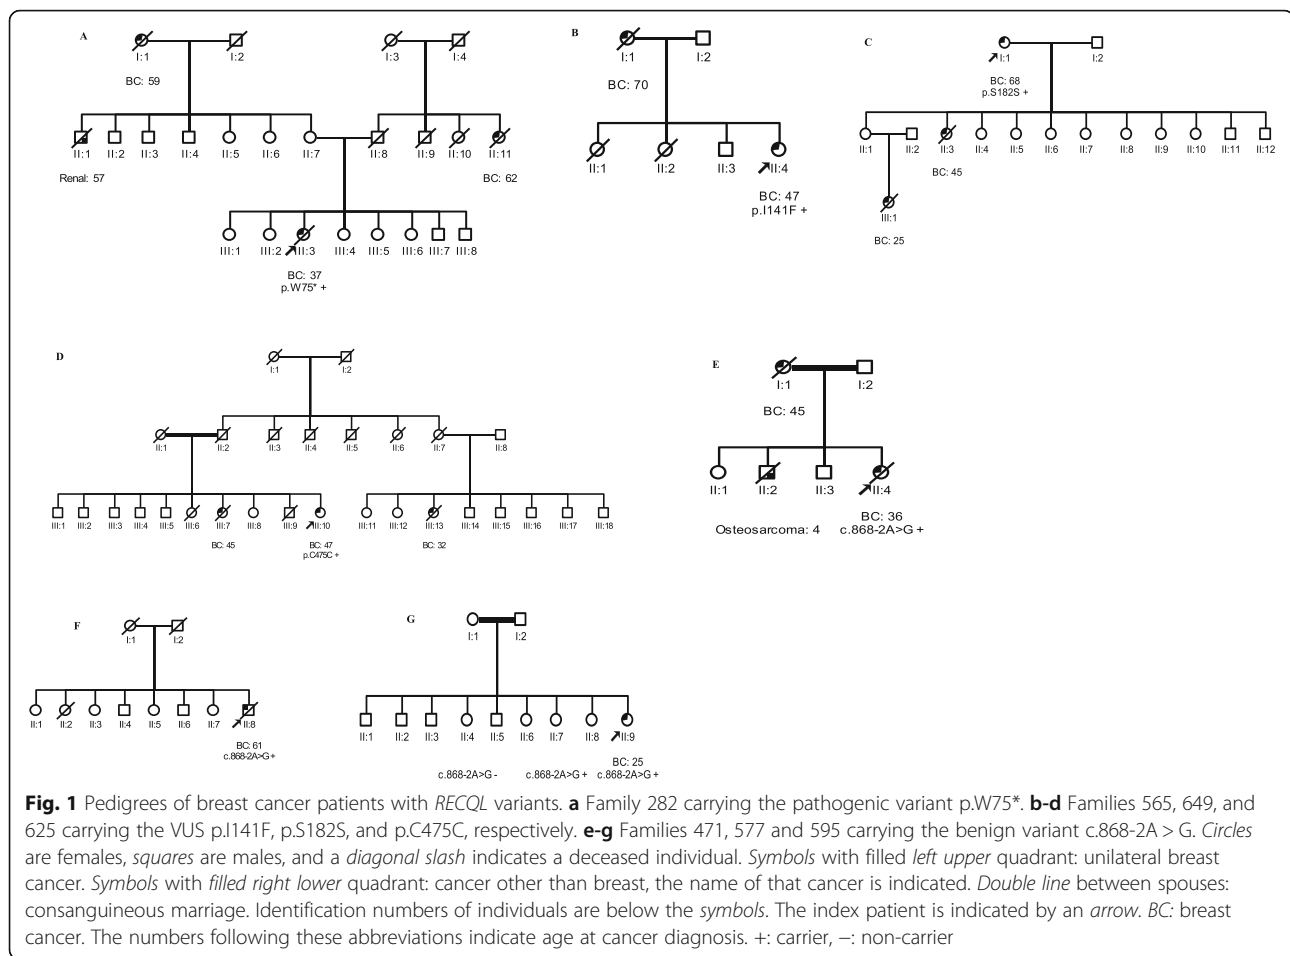 A
B
C
I:1 I:2 I:3 I:4
BC: 59
II:1 II:2 II:3 II:4 II:5 II:6 II:7 II:8 II:9 II:10 II:11
Renal: 57
BC: 62
III:1 III:2 III:3 III:4 III:5 III:6 III:7 III:8
BC: 37
p.W75* +
I:1 I:2
BC: 70
II:1 II:2 II:3 II:4
BC: 47
p.I141F +
I:1 I:2
BC: 68
p.S182S +
II:1 II:2 II:3 II:4 II:5 II:6 II:7 II:8 II:9 II:10 II:11 II:12
BC: 45
III:1
BC: 25
D
I:1 I:2
II:1 II:2 II:3 II:4 II:5 II:6 II:7 II:8
III:1 III:2 III:3 III:4 III:5 III:6 III:7 III:8 III:9 III:10 III:11 III:12 III:13 III:14 III:15 III:16 III:17 III:18
BC: 45
BC: 47
p.C475C +
BC: 32
E
I:1 I:2
BC: 45
II:1 II:2 II:3 II:4
Osteosarcoma: 4
BC: 36
c.868-2A>G +
F
I:1 I:2
II:1 II:2 II:3 II:4 II:5 II:6 II:7 II:8
BC: 61
c.868-2A>G +
G
I:1 I:2
II:1 II:2 II:3 II:4 II:5 II:6 II:7 II:8 II:9
BC: 25
c.868-2A>G - c.868-2A>G + c.868-2A>G +
Fig. 1 Pedigrees of breast cancer patients with RECQL variants. a Family 282 carrying the pathogenic variant p.W75*. b-d Families 565, 649, and
625 carrying the VUS p.I141F, p.S182S, and p.C475C, respectively. e-g Families 471, 577 and 595 carrying the benign variant c.868-2A > G. Circles
are females, squares are males, and a diagonal slash indicates a deceased individual. Symbols with filled left upper quadrant: unilateral breast
cancer. Symbols with filled right lower quadrant: cancer other than breast, the name of that cancer is indicated. Double line between spouses:
consanguineous marriage. Identification numbers of individuals are below the symbols. The index patient is indicated by an arrow. BC: breast
cancer. The numbers following these abbreviations indicate age at cancer diagnosis. +: carrier, −: non-carrier